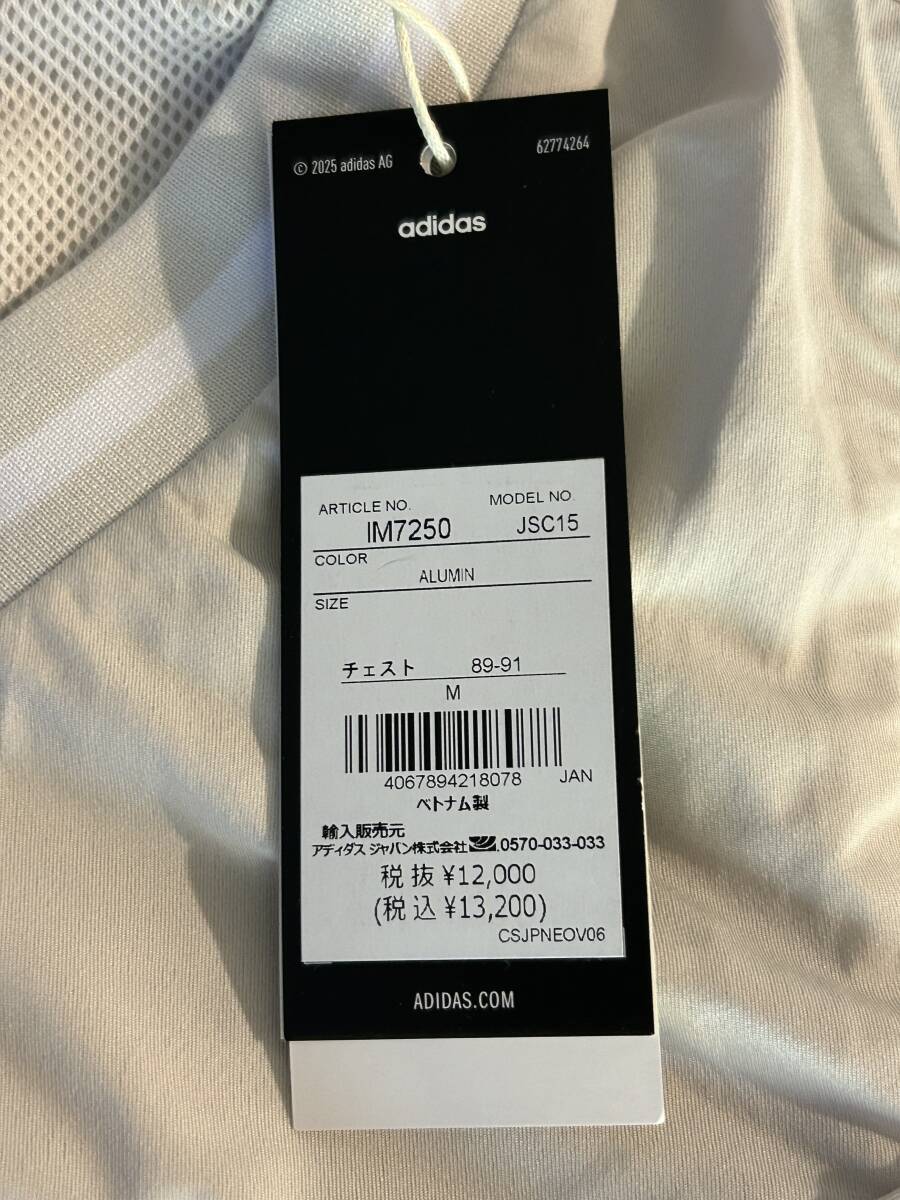 © 2025 adidas AG
62774264
adidas
ARTICLE NO. MODEL NO.
IM7250 JSC15
COLOR
ALUMIN
SIZE
チェスト 89-91
M
4067894218078 JAN
ベトナム製
輸入販売元
アディダス ジャパン株式会社 0570-033-033
税抜 ¥12,000
(税込 ¥13,200)
CSJPNEOV06
ADIDAS.COM